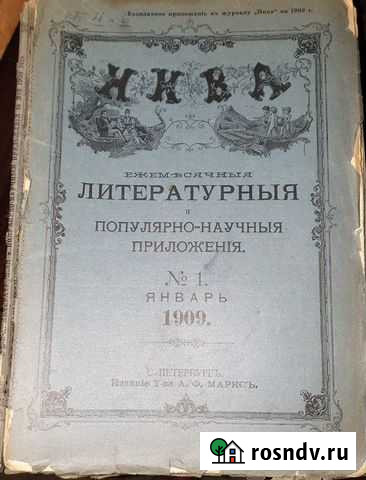 Безплатное приложеніе къ журналу „Нива" на 1909 г.
НИВА
ЕЖЕМѢСЯЧНЫЯ
ЛИТЕРАТУРНЫЯ
и
ПОПУЛЯРНО-НАУЧНЫЯ
ПРИЛОЖЕНІЯ.
№ 1.
ЯНВАРЬ
1909.
С.-ПЕТЕРБУРГЪ.
Изданіе Т-ва А. Ф. МАРКСЪ.
rosndv.ru